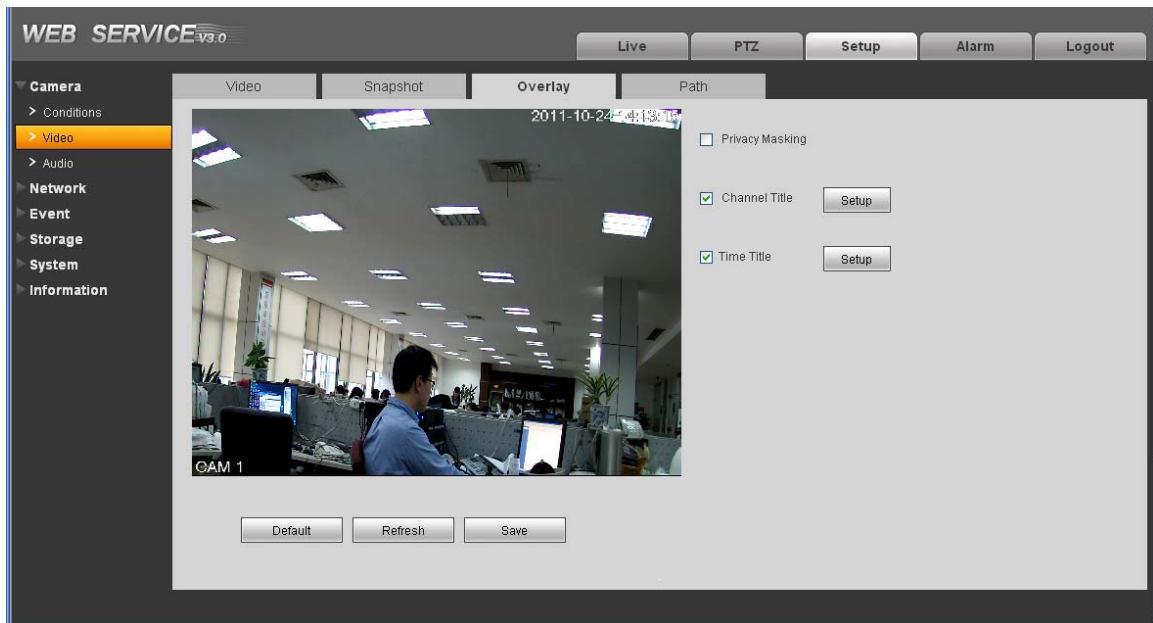 WEB SERVICE V3.0
Live
PTZ
Setup
Alarm
Logout
Camera
> Conditions
> Video
> Audio
Network
Event
Storage
System
Information
Video
Snapshot
Overlay
Path
2011-10-24
CAM 1
Privacy Masking
Channel Title
Setup
Time Title
Setup
Default
Refresh
Save